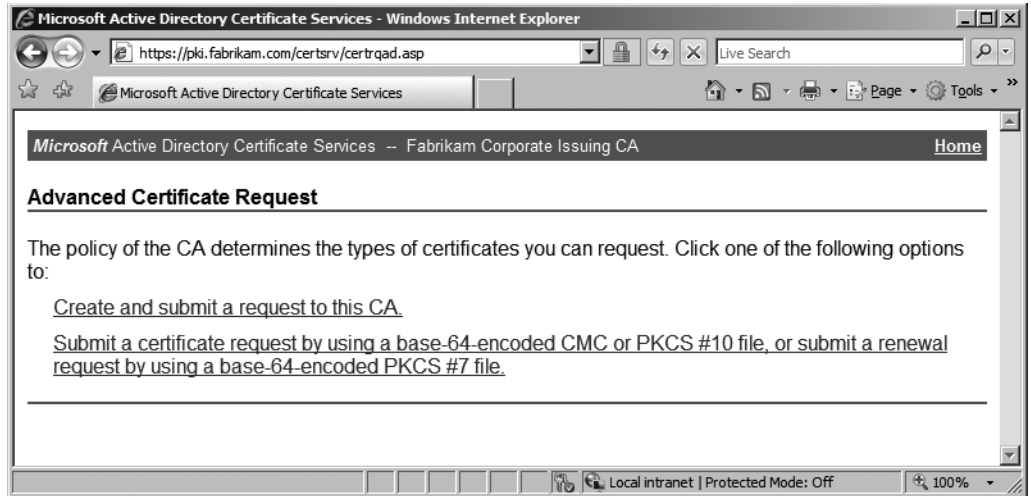 Microsoft Active Directory Certificate Services - Windows Internet Explorer
https://pki.fabrikam.com/certsrv/certrqad.asp
Live Search
Microsoft Active Directory Certificate Services
Page
Tools
Microsoft Active Directory Certificate Services -- Fabrikam Corporate Issuing CA
Home
Advanced Certificate Request
The policy of the CA determines the types of certificates you can request. Click one of the following options
to:
Create and submit a request to this CA.
Submit a certificate request by using a base-64-encoded CMC or PKCS #10 file, or submit a renewal
request by using a base-64-encoded PKCS #7 file.
Local intranet | Protected Mode: Off
100%